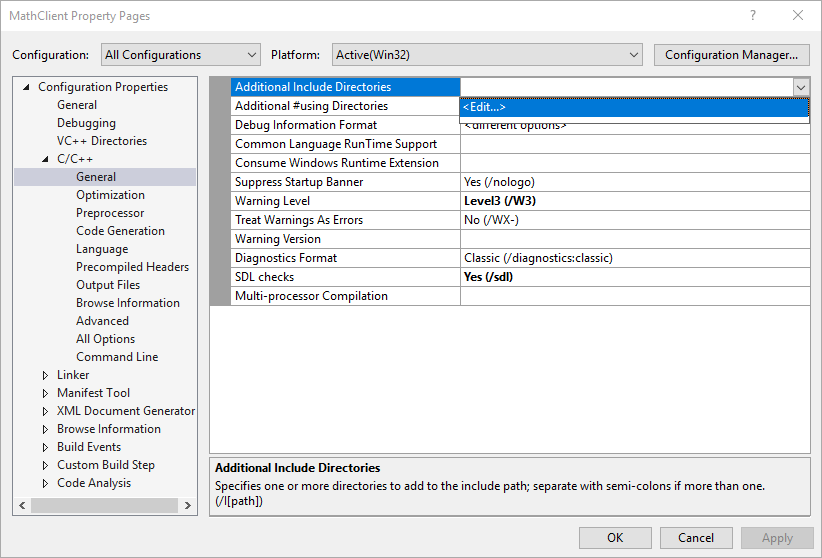 MathClient Property Pages
Configuration: All Configurations Platform: Active(Win32) Configuration Manager...
Configuration Properties
General
Debugging
VC++ Directories
C/C++
General
Optimization
Preprocessor
Code Generation
Language
Precompiled Headers
Output Files
Browse Information
Advanced
All Options
Command Line
Linker
Manifest Tool
XML Document Generator
Browse Information
Build Events
Custom Build Step
Code Analysis
Additional Include Directories
<Edit...>
Additional #using Directories
Debug Information Format <different options>
Common Language RunTime Support
Consume Windows Runtime Extension
Suppress Startup Banner Yes (/nologo)
Warning Level Level3 (/W3)
Treat Warnings As Errors No (/WX-)
Warning Version
Diagnostics Format Classic (/diagnostics:classic)
SDL checks Yes (/sdl)
Multi-processor Compilation
Additional Include Directories
Specifies one or more directories to add to the include path; separate with semi-colons if more than one.
(/I[path])
OK Cancel Apply